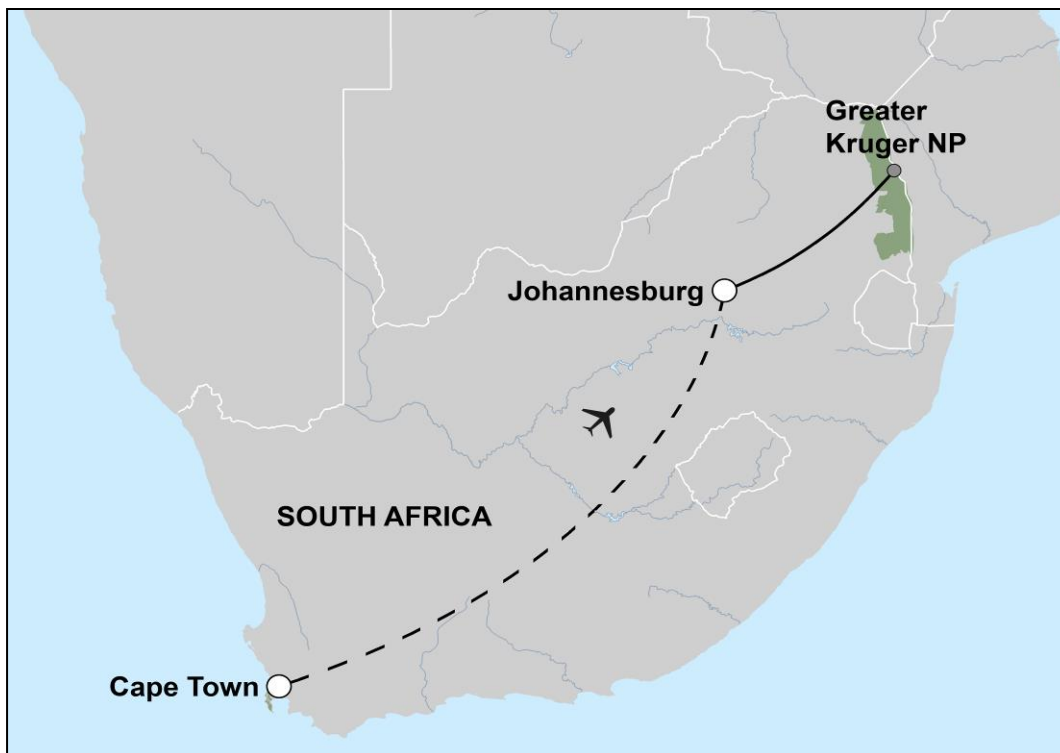 Greater
Kruger NP
Johannesburg
SOUTH AFRICA
Cape Town